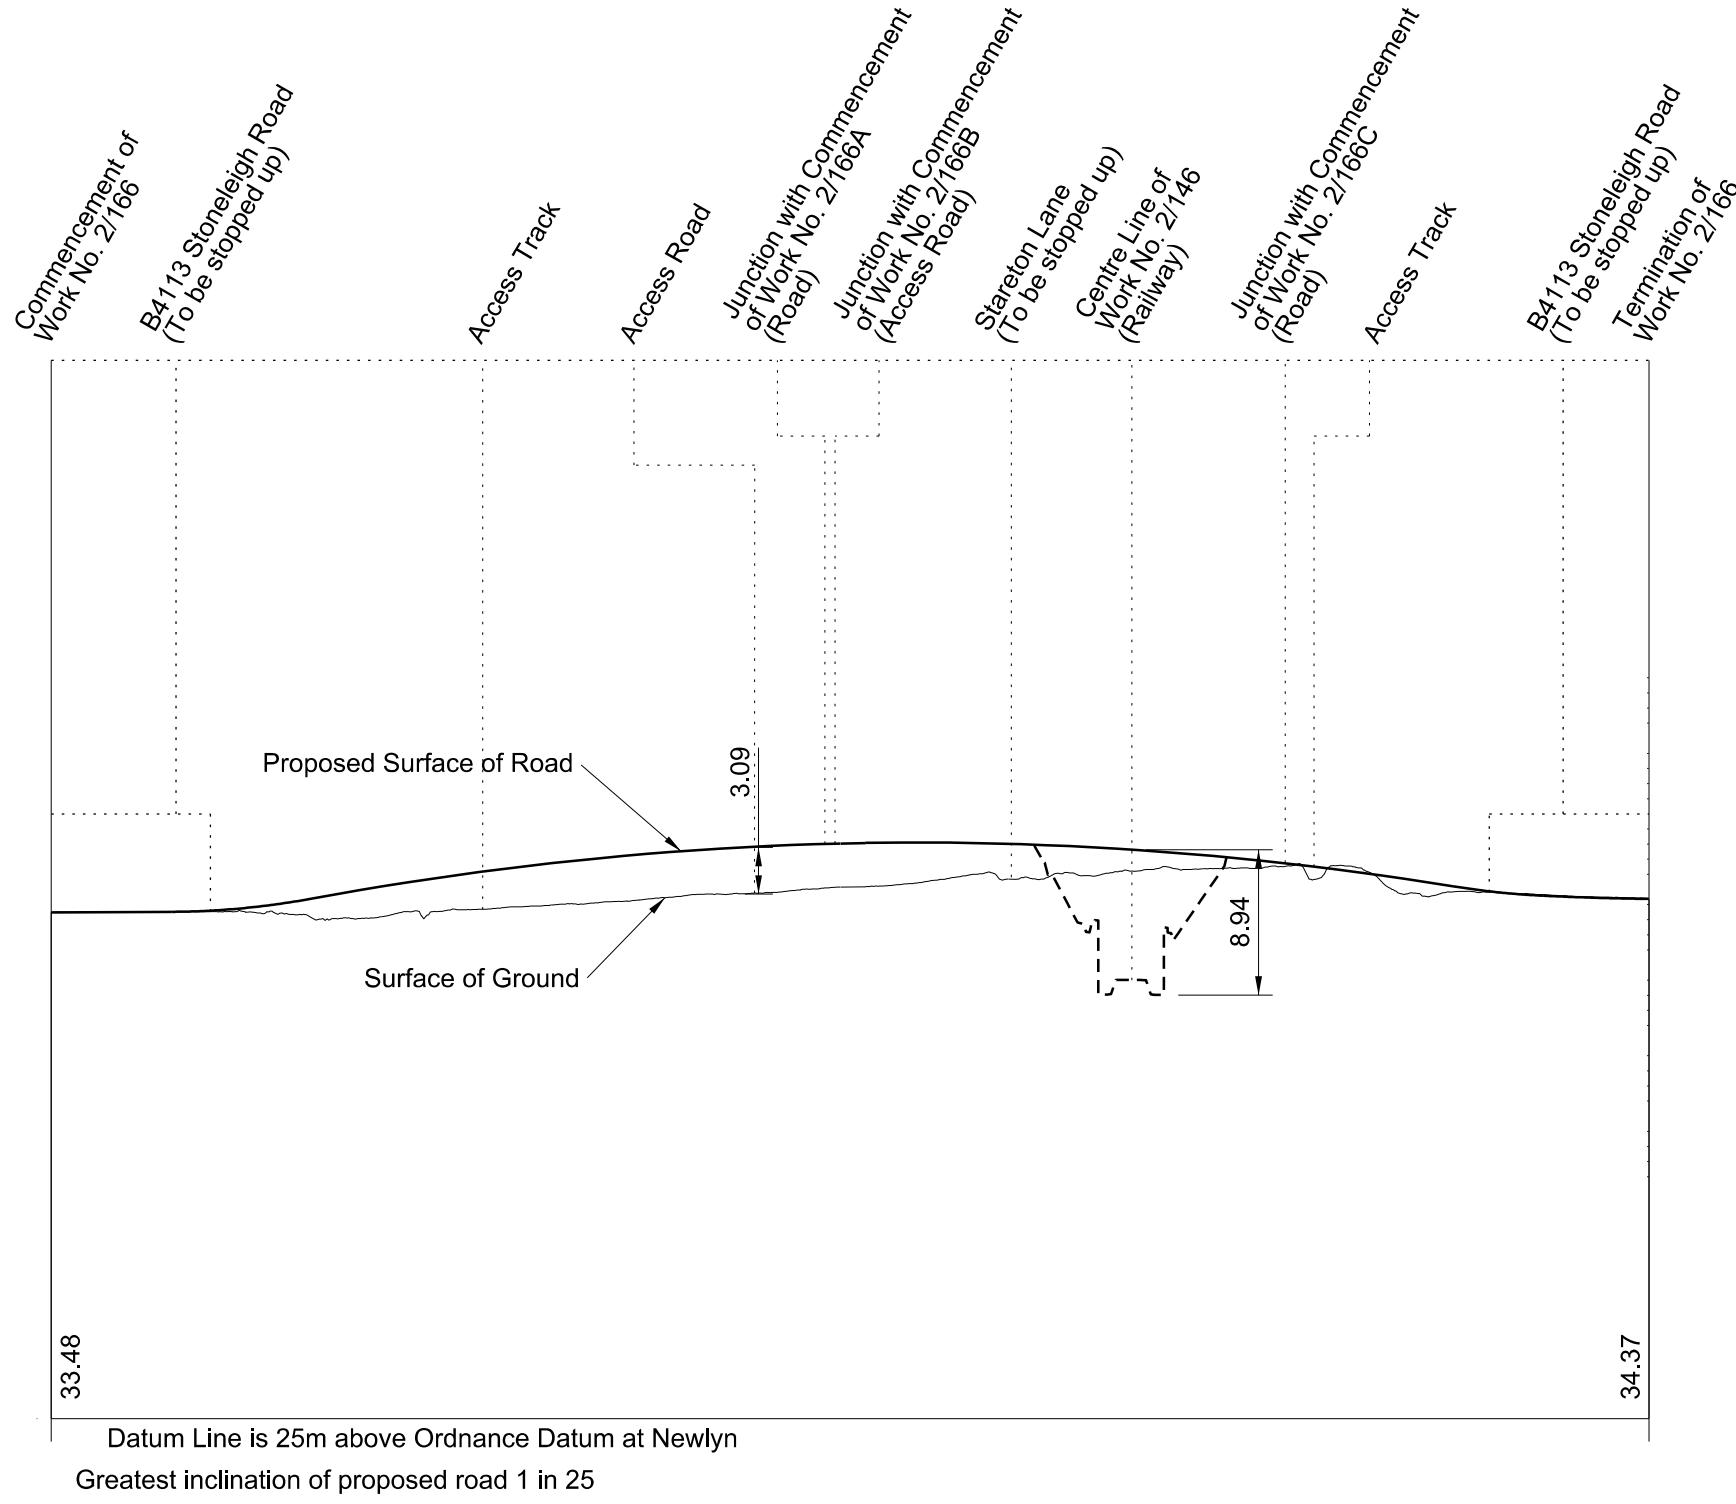 Commencement of
Work No. 2/166
B4113 Stoneleigh Road
(To be stopped up)
Access Track
Access Road
Junction with Commencement
of Work No. 2/166A
(Road)
Junction with Commencement
of Work No. 2/166B
(Access Road)
Stareton Lane
(To be stopped up)
Centre Line of
Work No. 2/146
(Railway)
Junction with Commencement
of Work No. 2/166C
(Road)
Access Track
B4113 Stoneleigh Road
(To be stopped up)
Termination of
Work No. 2/166
Proposed Surface of Road
3.09
8.94
Surface of Ground
33.48
34.37
Datum Line is 25m above Ordnance Datum at Newlyn
Greatest inclination of proposed road 1 in 25